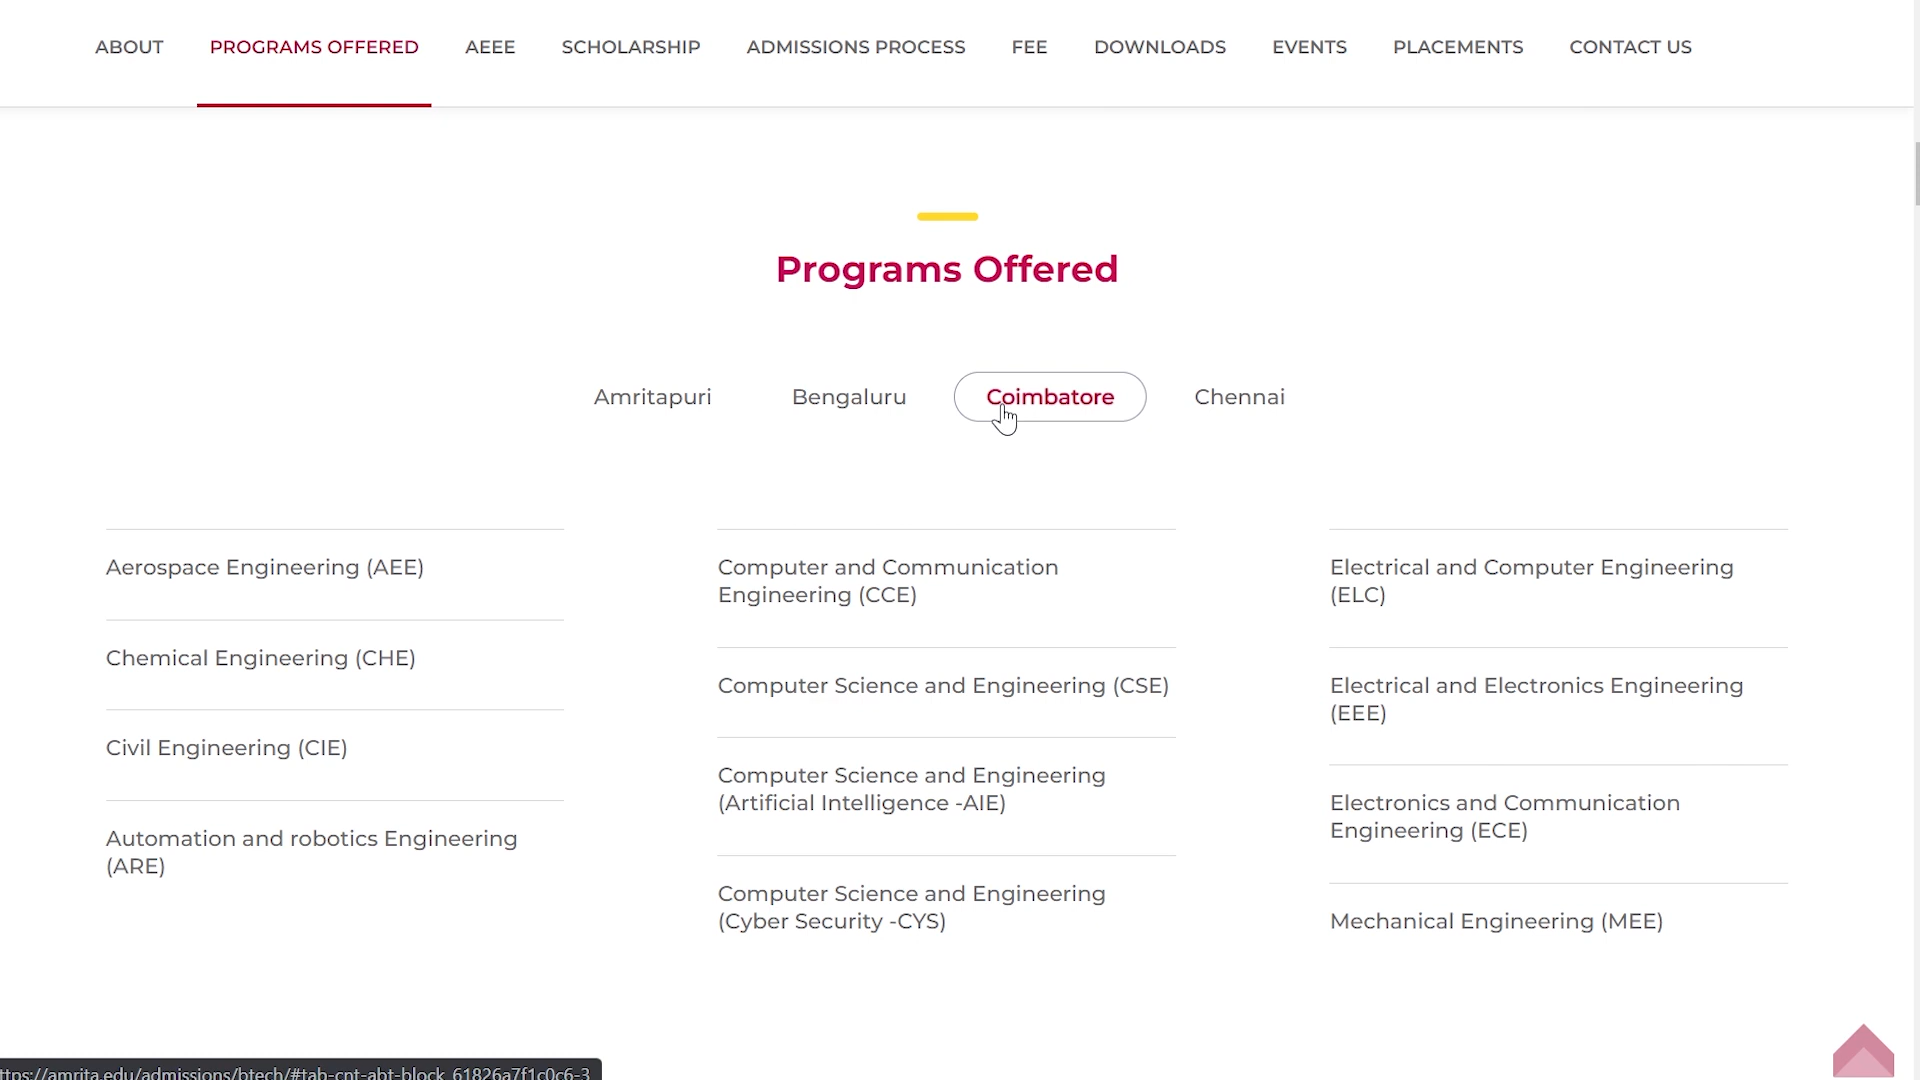 ABOUT PROGRAMS OFFERED AEEE SCHOLARSHIP ADMISSIONS PROCESS FEE DOWNLOADS EVENTS PLACEMENTS CONTACT US
Programs Offered
Amritapuri Bengaluru Coimbatore Chennai
Aerospace Engineering (AEE)
Chemical Engineering (CHE)
Civil Engineering (CIE)
Automation and robotics Engineering
(ARE)
Computer and Communication
Engineering (CCE)
Computer Science and Engineering (CSE)
Computer Science and Engineering
(Artificial Intelligence -AIE)
Computer Science and Engineering
(Cyber Security -CYS)
Electrical and Computer Engineering
(ELC)
Electrical and Electronics Engineering
(EEE)
Electronics and Communication
Engineering (ECE)
Mechanical Engineering (MEE)
ttps://amrita.edu/admissions/btech/#tab-cnt-abt-block_61826a7f1c0c6-3